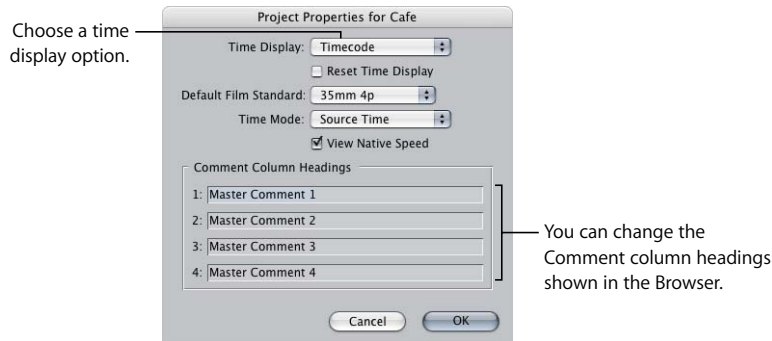 Project Properties for Cafe
Choose a time
display option.
Time Display: Timecode
Reset Time Display
Default Film Standard: 35mm 4p
Time Mode: Source Time
View Native Speed
Comment Column Headings
1: Master Comment 1
2: Master Comment 2
3: Master Comment 3
4: Master Comment 4
You can change the
Comment column headings
shown in the Browser.
Cancel OK